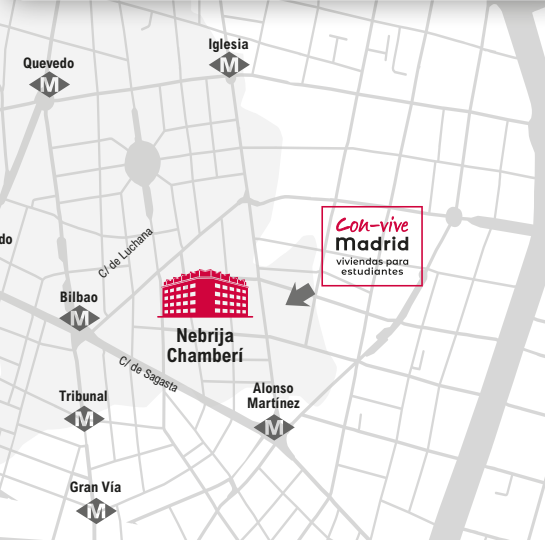 Iglesia
M
Quevedo
M
Con-vive
Madrid
viviendas para
estudiantes
do
C/ de Luchana
Bilbao
M
Nebrija
Chamberí
C/ de Sagasta
Tribunal
M
Alonso
Martínez
M
Gran Vía
M